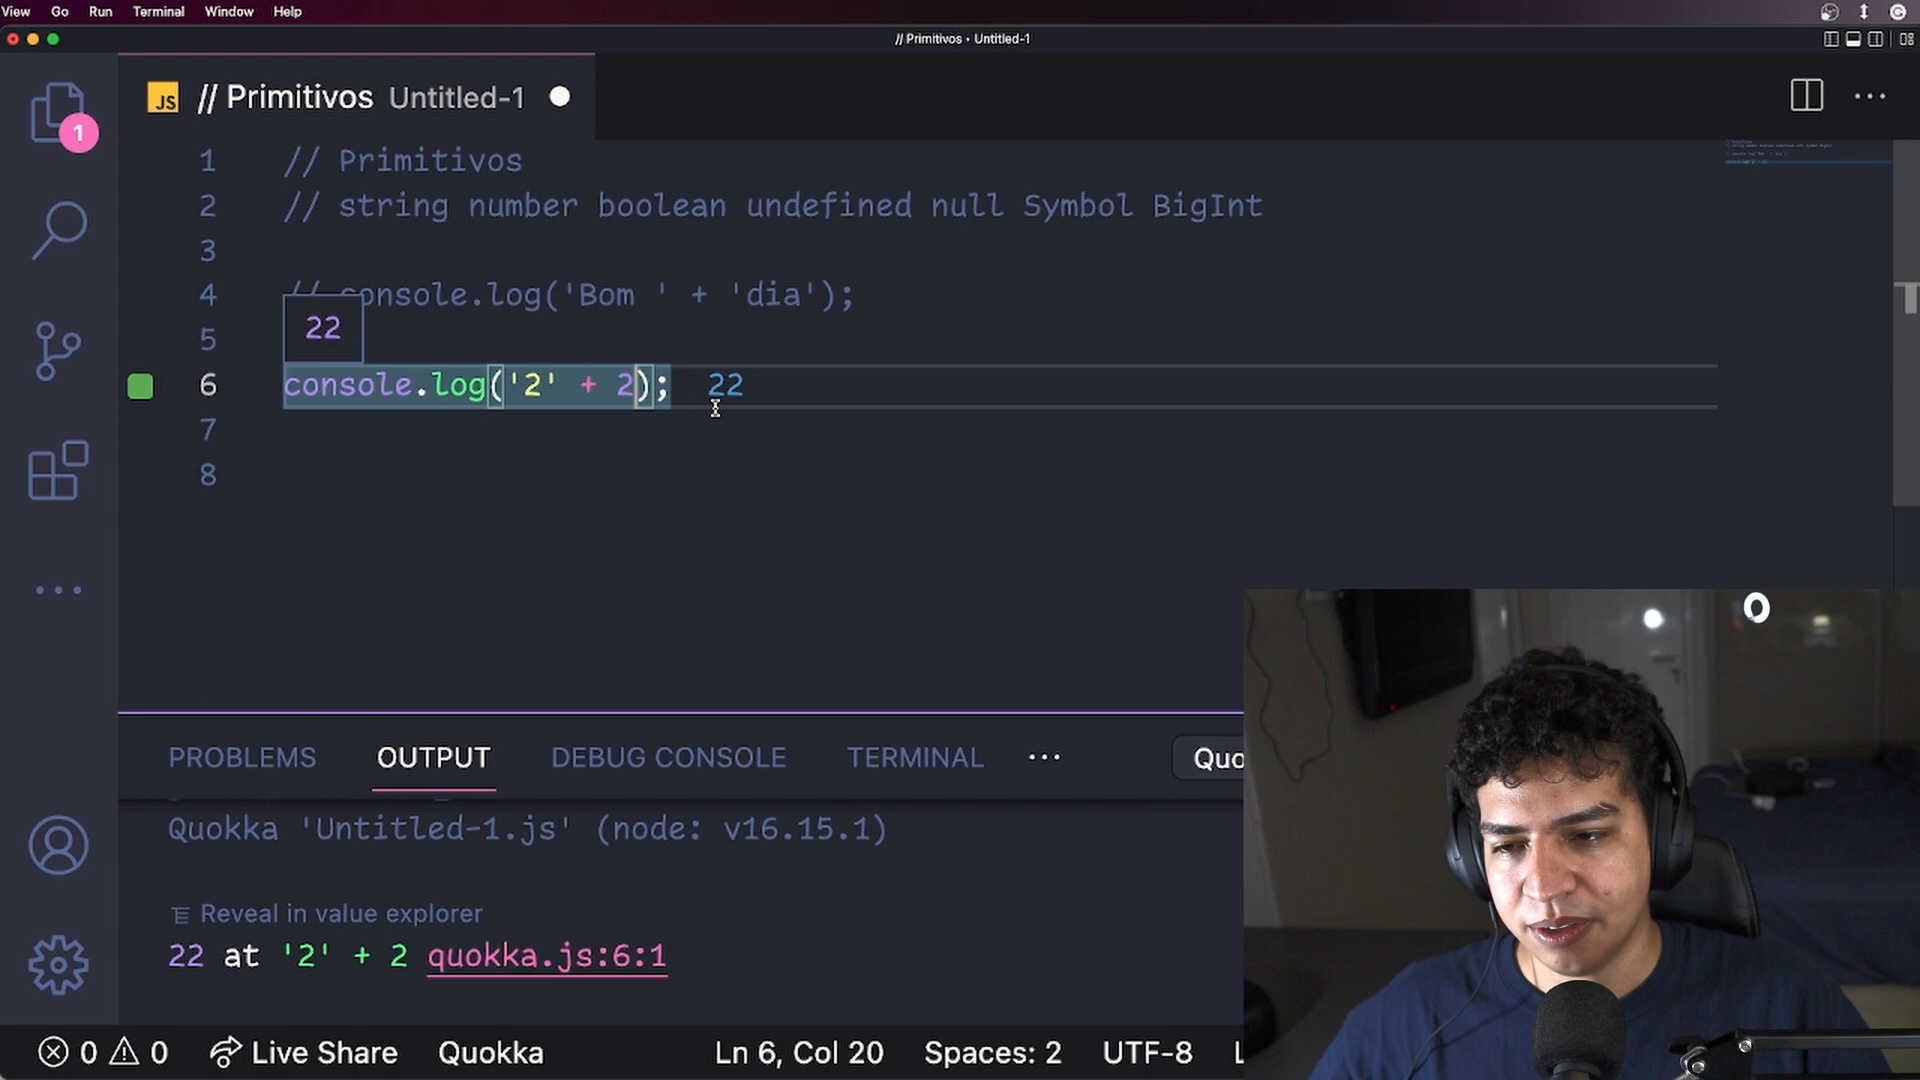 View Go Run Terminal Window Help
// Primitivos • Untitled-1
JS // Primitivos Untitled-1
1
1 // Primitivos
2 // string number boolean undefined null Symbol BigInt
3
4 // console.log('Bom ' + 'dia');
22
5
6 console.log('2' + 2); 22
7
8
PROBLEMS OUTPUT DEBUG CONSOLE TERMINAL ... Quo
Quokka 'Untitled-1.js' (node: v16.15.1)
Reveal in value explorer
22 at '2' + 2 quokka.js:6:1
0 0 Live Share Quokka Ln 6, Col 20 Spaces: 2 UTF-8